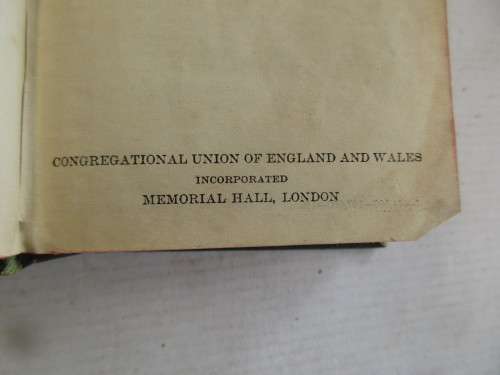 CONGREGATIONAL UNION OF ENGLAND AND WALES
INCORPORATED
MEMORIAL HALL, LONDON